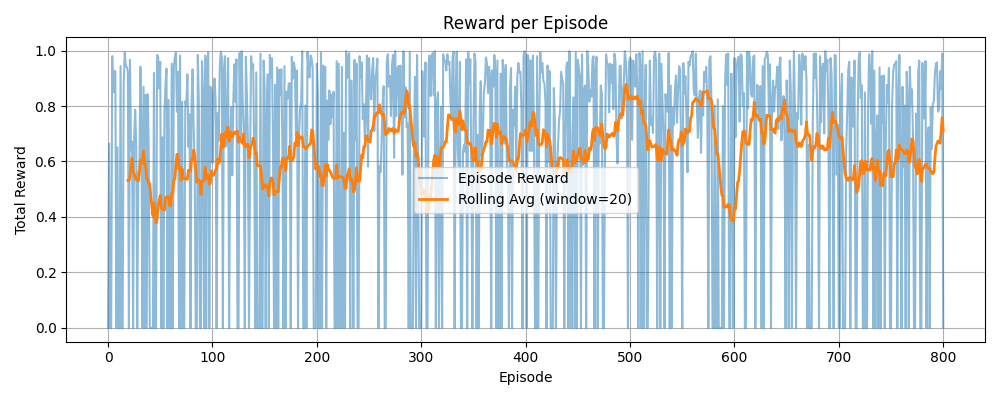 Reward per Episode
Total Reward
1.0
0.8
0.6
0.4
0.2
0.0
Episode Reward
Rolling Avg (window=20)
0 100 200 300 400 500 600 700 800
Episode